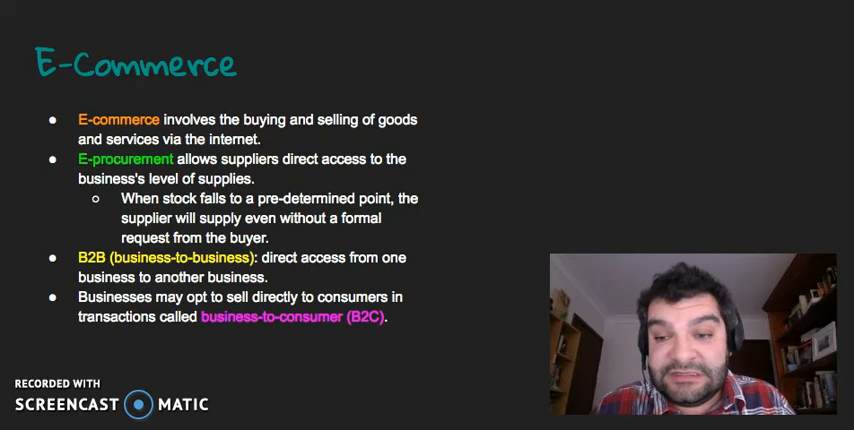 E-Commerce
● E-commerce involves the buying and selling of goods
and services via the internet.
● E-procurement allows suppliers direct access to the
business's level of supplies.
○ When stock falls to a pre-determined point, the
supplier will supply even without a formal
request from the buyer.
● B2B (business-to-business): direct access from one
business to another business.
● Businesses may opt to sell directly to consumers in
transactions called business-to-consumer (B2C).
RECORDED WITH
SCREENCAST MATIC